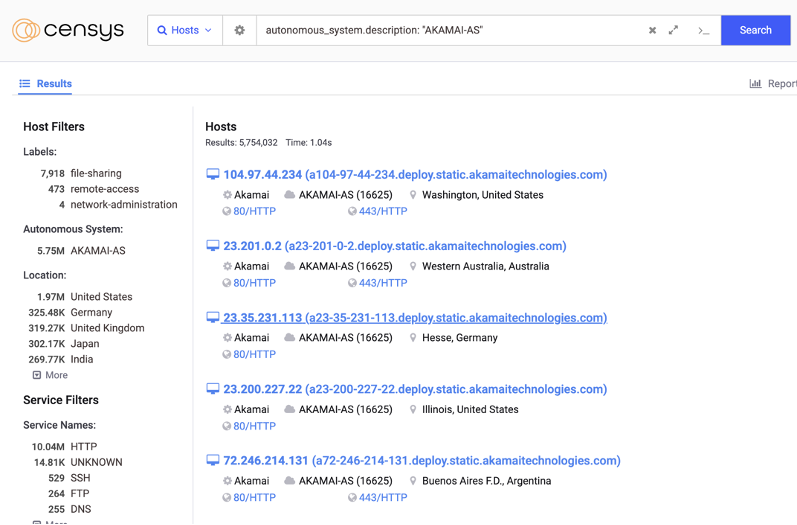 censys
Hosts
autonomous_system.description: "AKAMAI-AS"
>_
Search
Results
Report
Host Filters
Labels:
7,918 file-sharing
473 remote-access
4 network-administration
Autonomous System:
5.75M AKAMAI-AS
Location:
1.97M United States
325.48K Germany
319.27K United Kingdom
302.17K Japan
269.77K India
More
Service Filters
Service Names:
10.04M HTTP
14.81K UNKNOWN
529 SSH
264 FTP
255 DNS
More
Hosts
Results: 5,754,032 Time: 1.04s
104.97.44.234 (a104-97-44-234.deploy.static.akamaitechnologies.com)
Akamai AKAMAI-AS (16625) Washington, United States
80/HTTP 443/HTTP
23.201.0.2 (a23-201-0-2.deploy.static.akamaitechnologies.com)
Akamai AKAMAI-AS (16625) Western Australia, Australia
80/HTTP 443/HTTP
23.35.231.113 (a23-35-231-113.deploy.static.akamaitechnologies.com)
Akamai AKAMAI-AS (16625) Hesse, Germany
80/HTTP
23.200.227.22 (a23-200-227-22.deploy.static.akamaitechnologies.com)
Akamai AKAMAI-AS (16625) Illinois, United States
80/HTTP
72.246.214.131 (a72-246-214-131.deploy.static.akamaitechnologies.com)
Akamai AKAMAI-AS (16625) Buenos Aires F.D., Argentina
80/HTTP 443/HTTP